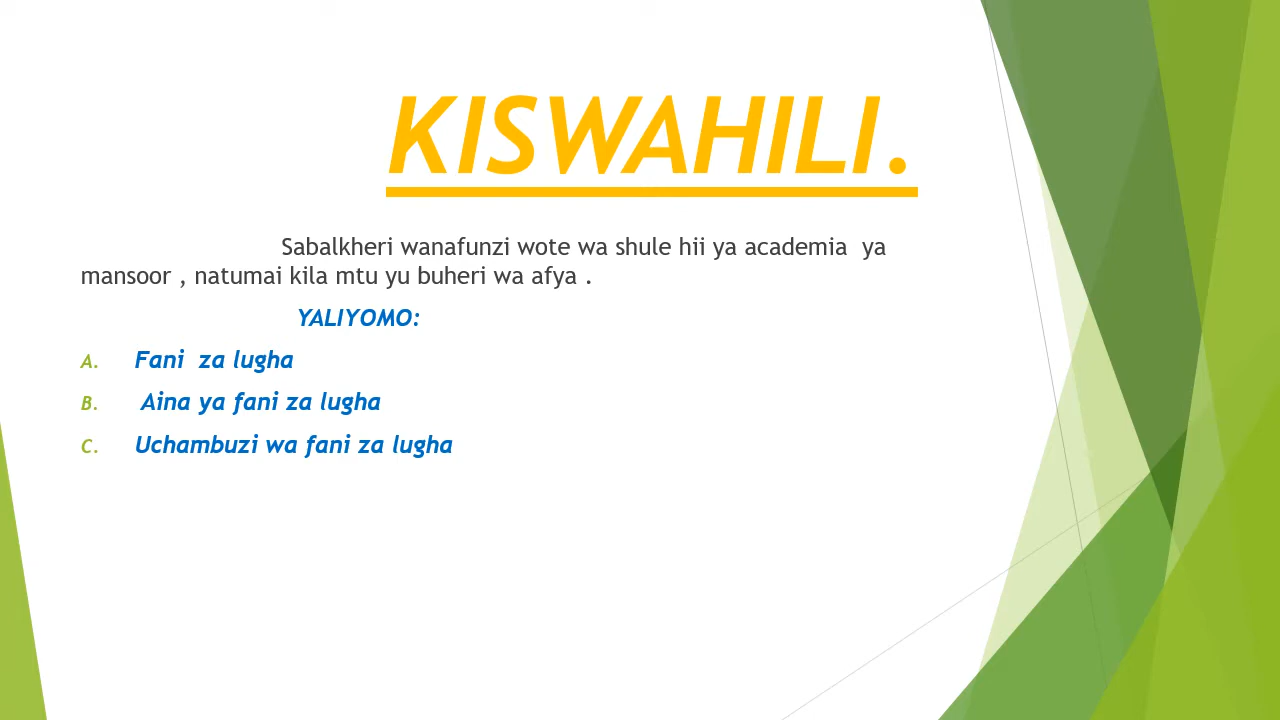 KISWAHILI.
Sabalkheri wanafunzi wote wa shule hii ya academia  ya
mansoor , natumai kila mtu yu buheri wa afya .
YALIYOMO:
A. Fani  za lugha
B. Aina ya fani za lugha
C. Uchambuzi wa fani za lugha